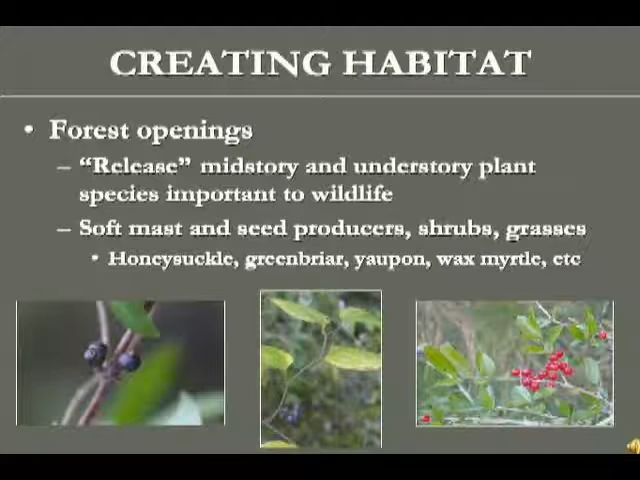 CREATING HABITAT
• Forest openings
– “Release” midstory and understory plant
species important to wildlife
– Soft mast and seed producers, shrubs, grasses
• Honeysuckle, greenbriar, yaupon, wax myrtle, etc